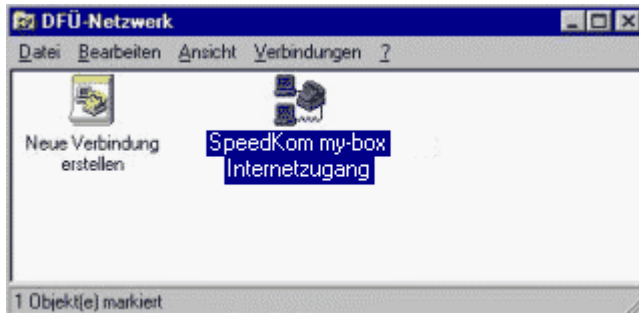 DFÜ-Netzwerk
Datei Bearbeiten Ansicht Verbindungen ?
Neue Verbindung
erstellen
SpeedKom my-box
Internetzugang
1 Objekt(e) markiert